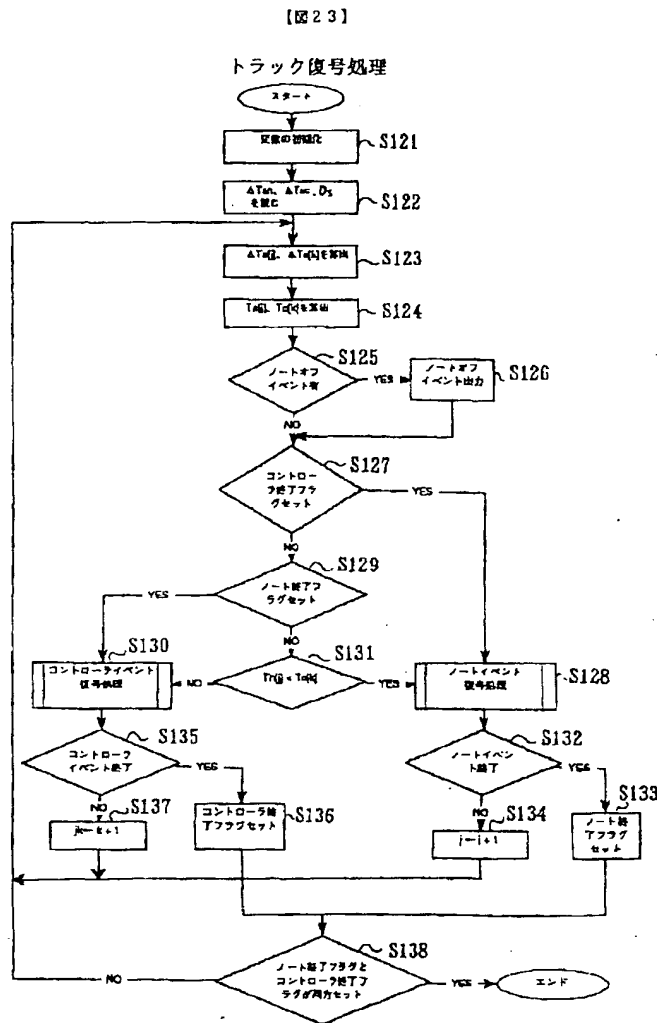 【図２３】
トラック復号処理
スタート
変数の初期化
S121
ΔTan、ΔTac、Ds
を読む
S122
S123
を算出
S124
を算出
S125
ノートオフ
イベント有
YES
ノートオフ
イベント出力
S126
NO
S127
コントロー
ラ終了フラ
グセット
YES
NO
S129
ノート終了フ
ラグセット
YES
NO
S130
コントローライベント
復号処理
S131
NO
YES
ノートイベント
復号処理
S128
S135
コントローラ
イベント終了
YES
NO
S132
ノートイベン
ト終了
YES
NO
S137
コントローラ終
了フラグセット
S136
S134
j←j+1
S133
ノート終
了フラグ
セット
S138
ノート終了フラグと
コントローラ終了フ
ラグが両方セット
NO
YES
エンド